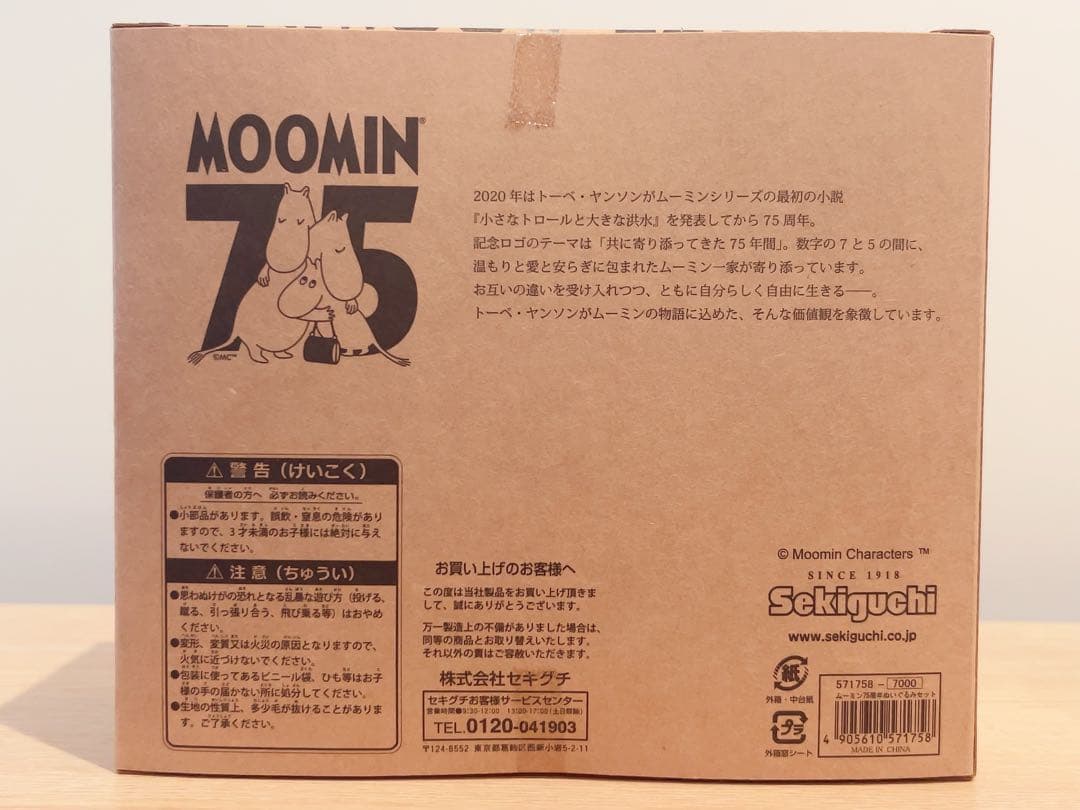 MOOMIN®
75
©MC™
2020年はトーベ・ヤンソンがムーミンシリーズの最初の小説
『小さなトロールと大きな洪水』を発表してから75周年。
記念ロゴのテーマは「共に寄り添ってきた75年間」。数字の7と5の間に、
温もりと愛と安らぎに包まれたムーミン一家が寄り添っています。
お互いの違いを受け入れつつ、ともに自分らしく自由に生きる――。
トーベ・ヤンソンがムーミンの物語に込めた、そんな価値観を象徴しています。
⚠ 警告(けいこく)
保護者の方へ 必ずお読みください。
●小部品があります。誤飲・窒息の危険があり
ますので、3才未満のお子様には絶対に与え
ないでください。
⚠ 注意(ちゅうい)
●思わぬけがの恐れとなる乱暴な遊び方(投げる、
蹴る、引っ張り合う、飛び乗る等)はおやめ
ください。
●変形、変質又は火災の原因となりますので、
火気に近づけないでください。
●包装に使ってあるビニール袋、ひも等はお子
様の手の届かない所に処分してください。
●生地の性質上、多少毛が抜けることがありま
す。ご了承ください。
お買い上げのお客様へ
この度は当社製品をお買い上げ頂きま
して、誠にありがとうございます。
万一製造上の不備がありました場合は、
同等の商品とお取り替えいたします。
それ以外の責はご容赦いただきます。
株式会社セキグチ
セキグチお客様サービスセンター
営業時間●9:30-12:00 13:00-17:00(土日祭除)
TEL.0120-041903
〒124-8552 東京都葛飾区西新小岩5-2-11
© Moomin Characters ™
SINCE 1918
Sekiguchi
www.sekiguchi.co.jp
紙
外箱・中台紙
プラ
外箱窓シート
571758-7000
ムーミン75周年ぬいぐるみセット
4 905610 571758
MADE IN CHINA